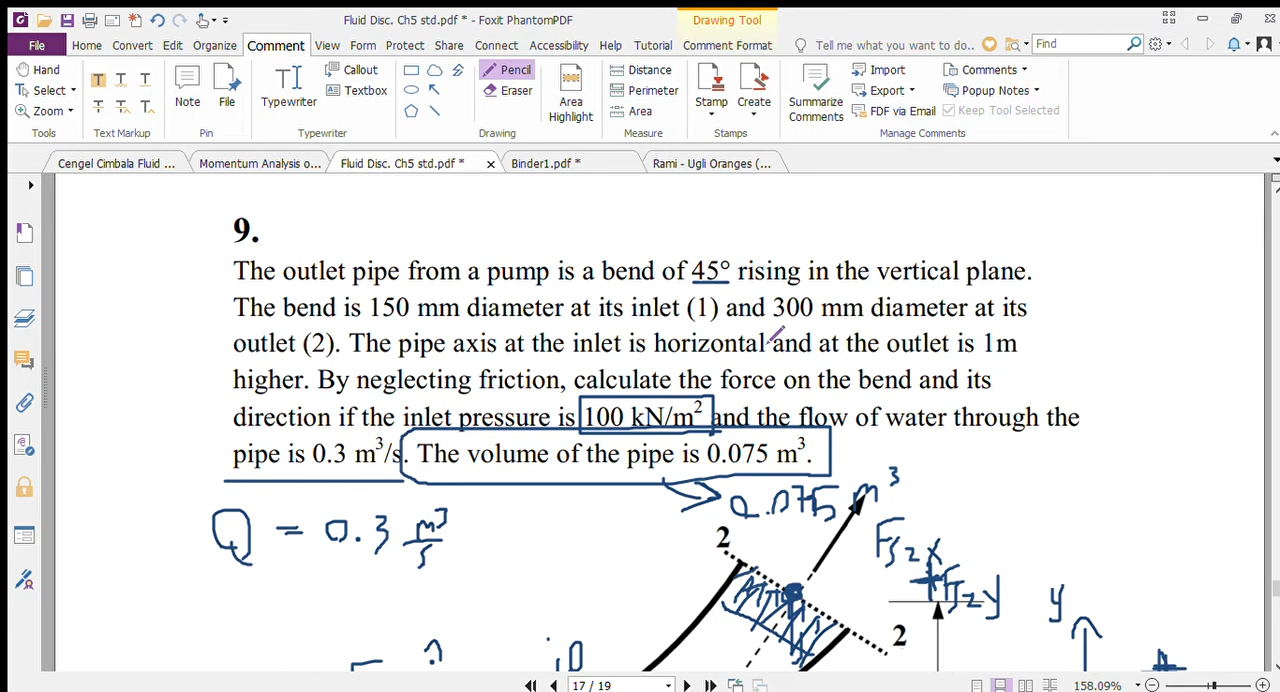 Fluid Disc. Ch5 std.pdf * - Foxit PhantomPDF
Drawing Tool
File Home Convert Edit Organize Comment View Form Protect Share Connect Accessibility Help Tutorial Comment Format Tell me what you want to do.. Find
Hand
Select
Zoom
Tools
Text Markup
Note
File
Pin
Typewriter
Callout
Textbox
Typewriter
Pencil
Eraser
Drawing
Area
Highlight
Distance
Perimeter
Area
Measure
Stamp
Create
Stamps
Summarize
Comments
Import
Export
FDF via Email
Comments
Popup Notes
Keep Tool Selected
Manage Comments
Cengel Cimbala Fluid ...
Momentum Analysis o...
Fluid Disc. Ch5 std.pdf *
Binder1.pdf *
Rami - Ugli Oranges (...
9.
The outlet pipe from a pump is a bend of 45° rising in the vertical plane.
The bend is 150 mm diameter at its inlet (1) and 300 mm diameter at its
outlet (2). The pipe axis at the inlet is horizontal and at the outlet is 1m
higher. By neglecting friction, calculate the force on the bend and its
direction if the inlet pressure is 100 kN/m² and the flow of water through the
pipe is 0.3 m³/s. The volume of the pipe is 0.075 m³.
0.075 m³
Q = 0.3 m³/s
2
y
2
17 / 19
158.09%